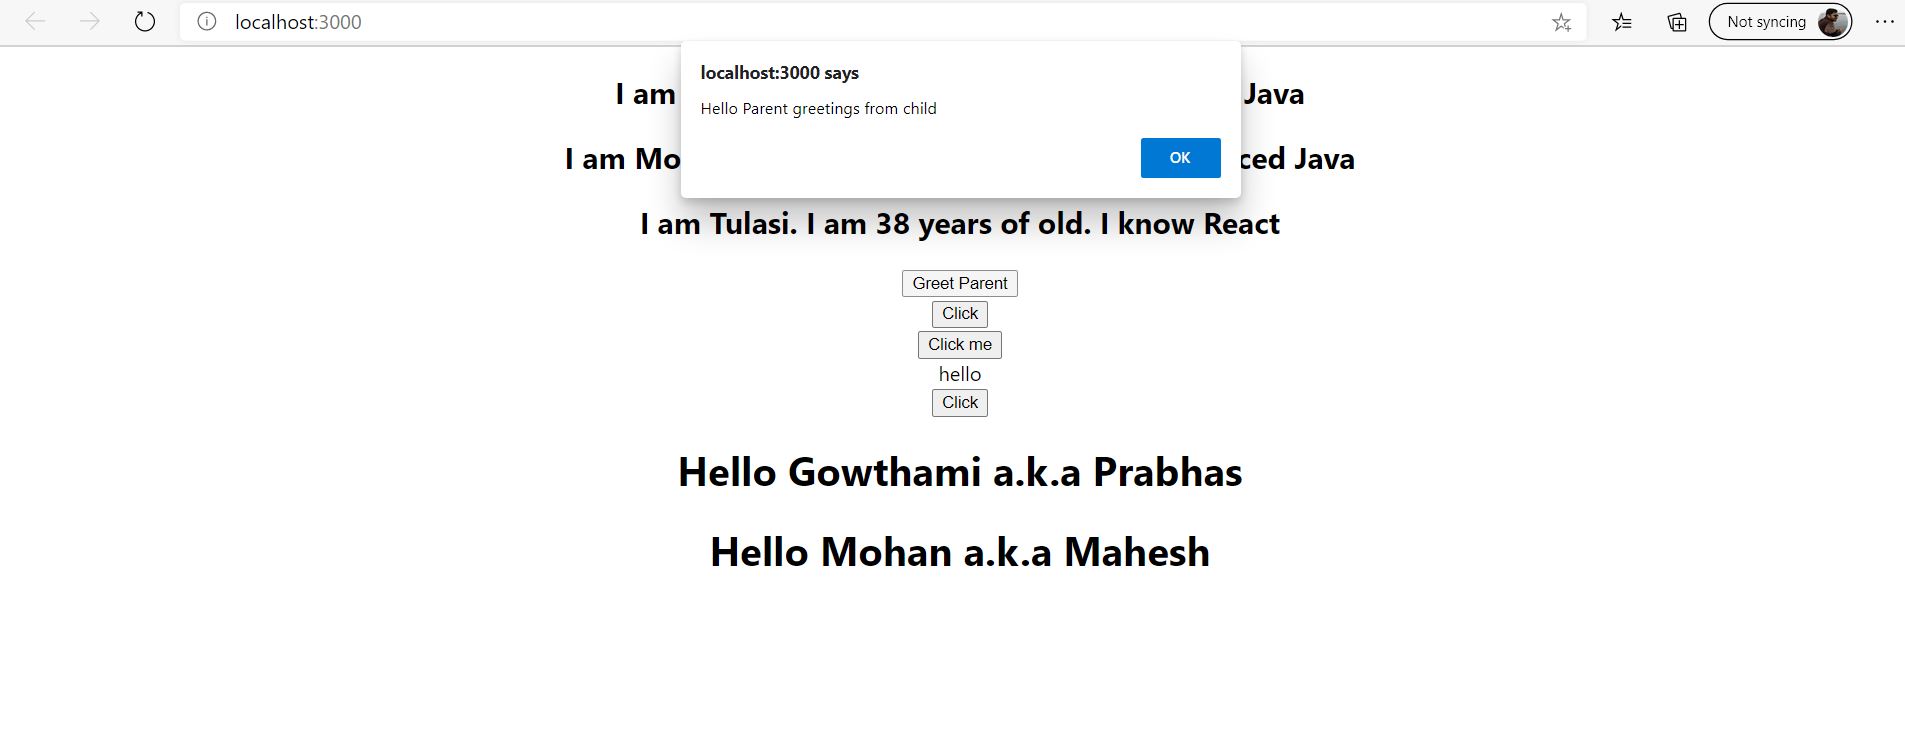 localhost:3000
Not syncing
localhost:3000 says
Hello Parent greetings from child
OK
I am Java
I am Mo ced Java
I am Tulasi. I am 38 years of old. I know React
Greet Parent
Click
Click me
hello
Click
Hello Gowthami a.k.a Prabhas
Hello Mohan a.k.a Mahesh